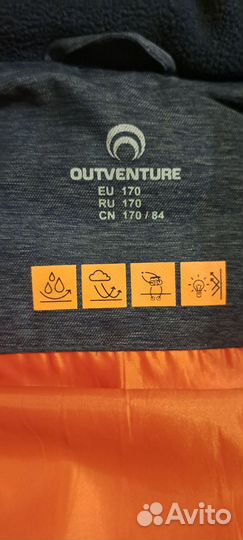 OUTVENTURE
EU 170
RU 170
CN 170 / 84
Avito